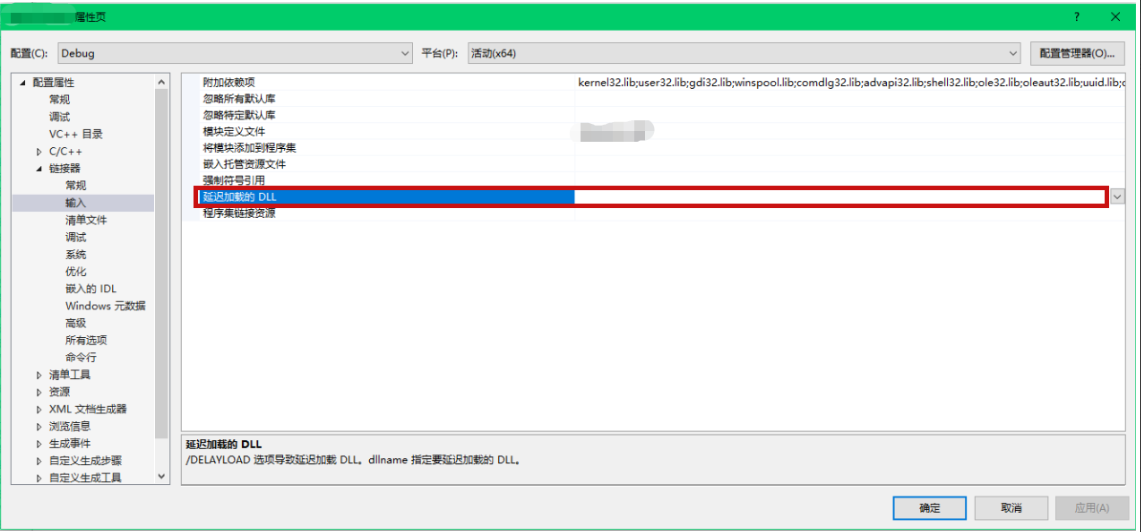 属性页
?
配置(C):
Debug
平台(P):
活动(x64)
配置管理器(O)...
配置属性
常规
调试
VC++ 目录
C/C++
链接器
常规
输入
清单文件
调试
系统
优化
嵌入的 IDL
Windows 元数据
高级
所有选项
命令行
清单工具
资源
XML 文档生成器
浏览信息
生成事件
自定义生成步骤
自定义生成工具
附加依赖项 kernel32.lib;user32.lib;gdi32.lib;winspool.lib;comdlg32.lib;advapi32.lib;shell32.lib;ole32.lib;oleaut32.lib;uuid.lib;
忽略所有默认库
忽略特定默认库
模块定义文件
将模块添加到程序集
嵌入托管资源文件
强制符号引用
延迟加载的 DLL
程序集链接资源
延迟加载的 DLL
/DELAYLOAD 选项导致延迟加载 DLL。dllname 指定要延迟加载的 DLL。
确定
取消
应用(A)